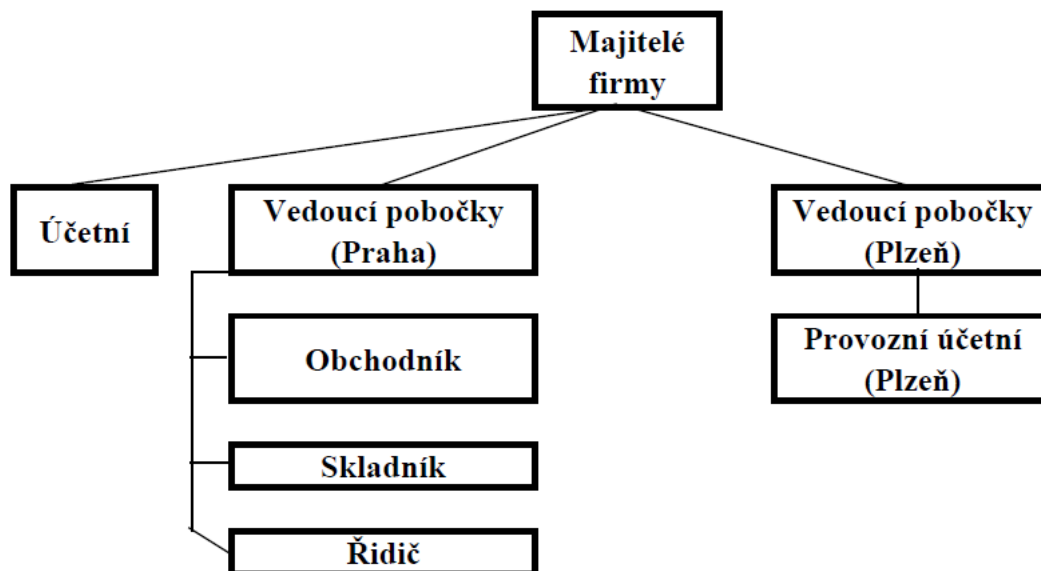 Majitelé
firmy
Účetní
Vedoucí pobočky
(Praha)
Vedoucí pobočky
(Plzeň)
Obchodník
Provozní účetní
(Plzeň)
Skladník
Řidič